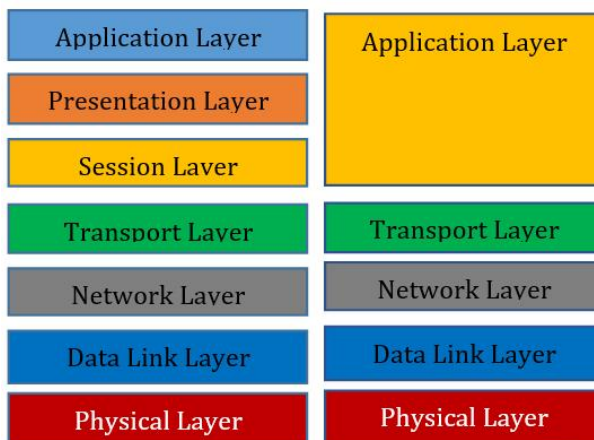 Application Layer
Presentation Layer
Session Laver
Transport Layer
Network Layer
Data Link Layer
Physical Layer
Application Layer
Transport Layer
Network Layer
Data Link Layer
Physical Layer